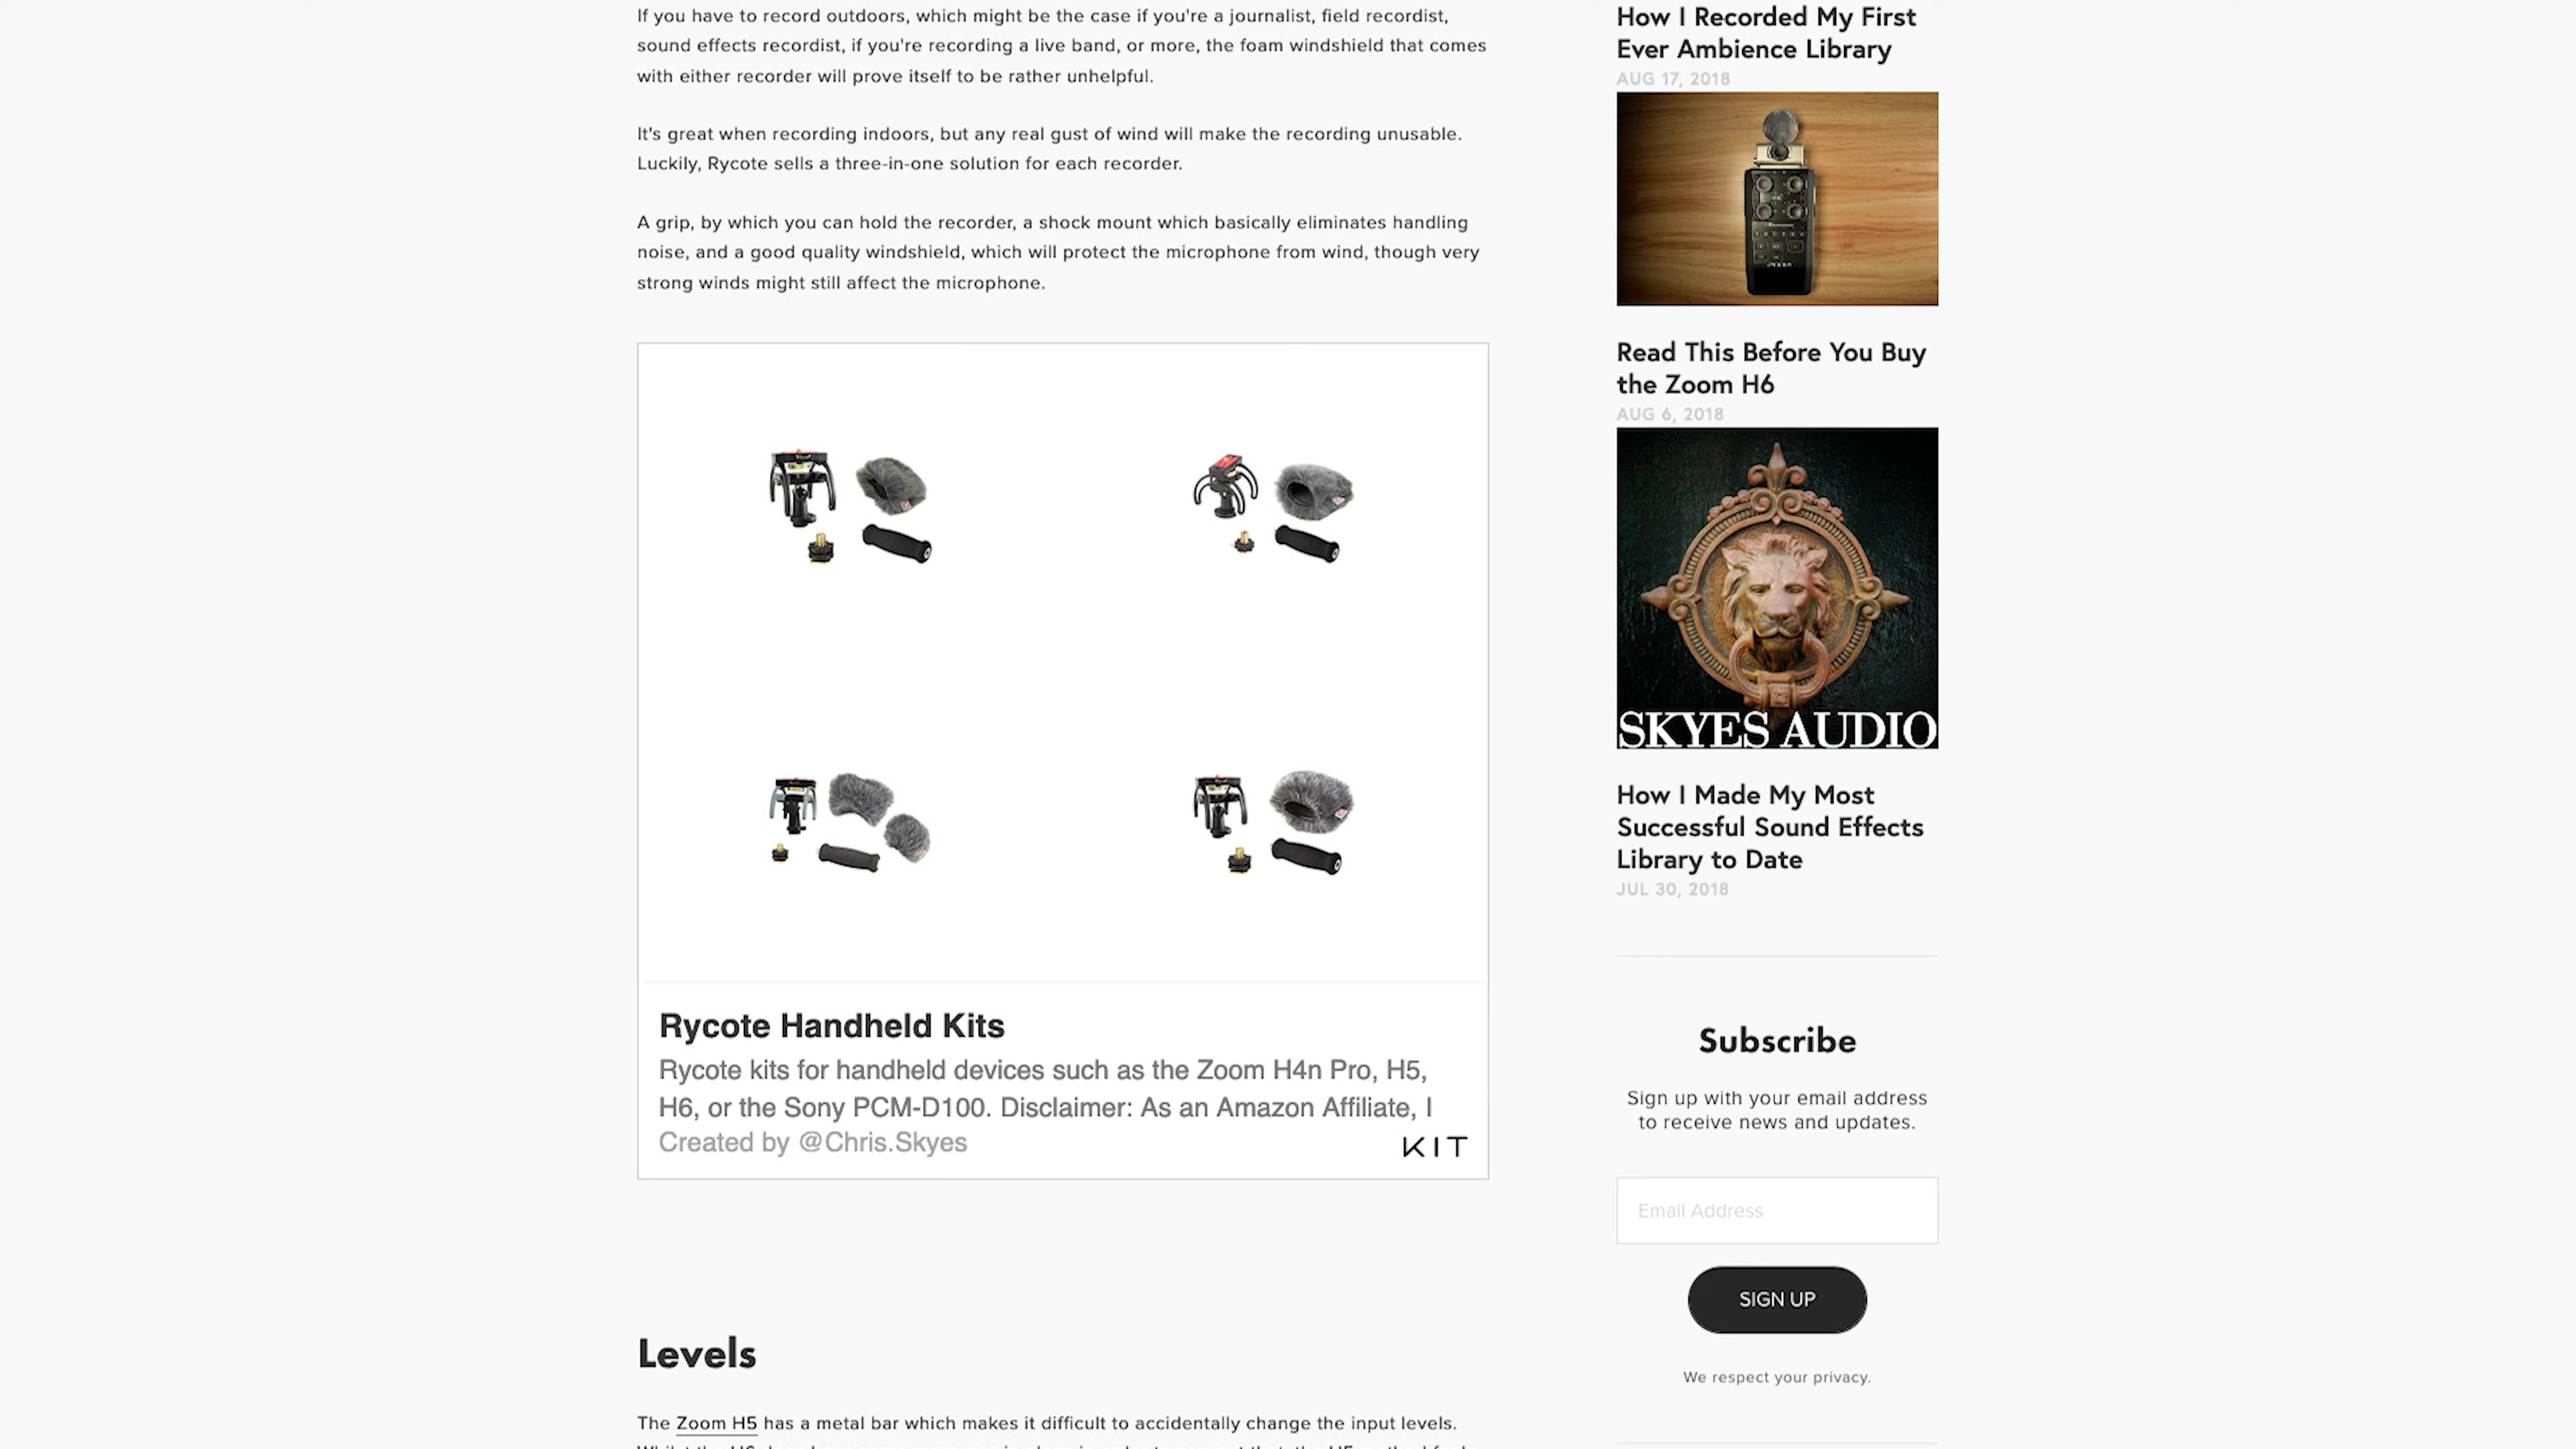 If you have to record outdoors, which might be the case if you're a journalist, field recordist,
sound effects recordist, if you're recording a live band, or more, the foam windshield that comes
with either recorder will prove itself to be rather unhelpful.
It's great when recording indoors, but any real gust of wind will make the recording unusable.
Luckily, Rycote sells a three-in-one solution for each recorder.
A grip, by which you can hold the recorder, a shock mount which basically eliminates handling
noise, and a good quality windshield, which will protect the microphone from wind, though very
strong winds might still affect the microphone.
Rycote Handheld Kits
Rycote kits for handheld devices such as the Zoom H4n Pro, H5,
H6, or the Sony PCM-D100. Disclaimer: As an Amazon Affiliate, I
Created by @Chris.Skyes
KIT
Levels
The Zoom H5 has a metal bar which makes it difficult to accidentally change the input levels.
How I Recorded My First
Ever Ambience Library
AUG 17, 2018
Read This Before You Buy
the Zoom H6
AUG 6, 2018
SKYES AUDIO
How I Made My Most
Successful Sound Effects
Library to Date
JUL 30, 2018
Subscribe
Sign up with your email address
to receive news and updates.
Email Address
SIGN UP
We respect your privacy.